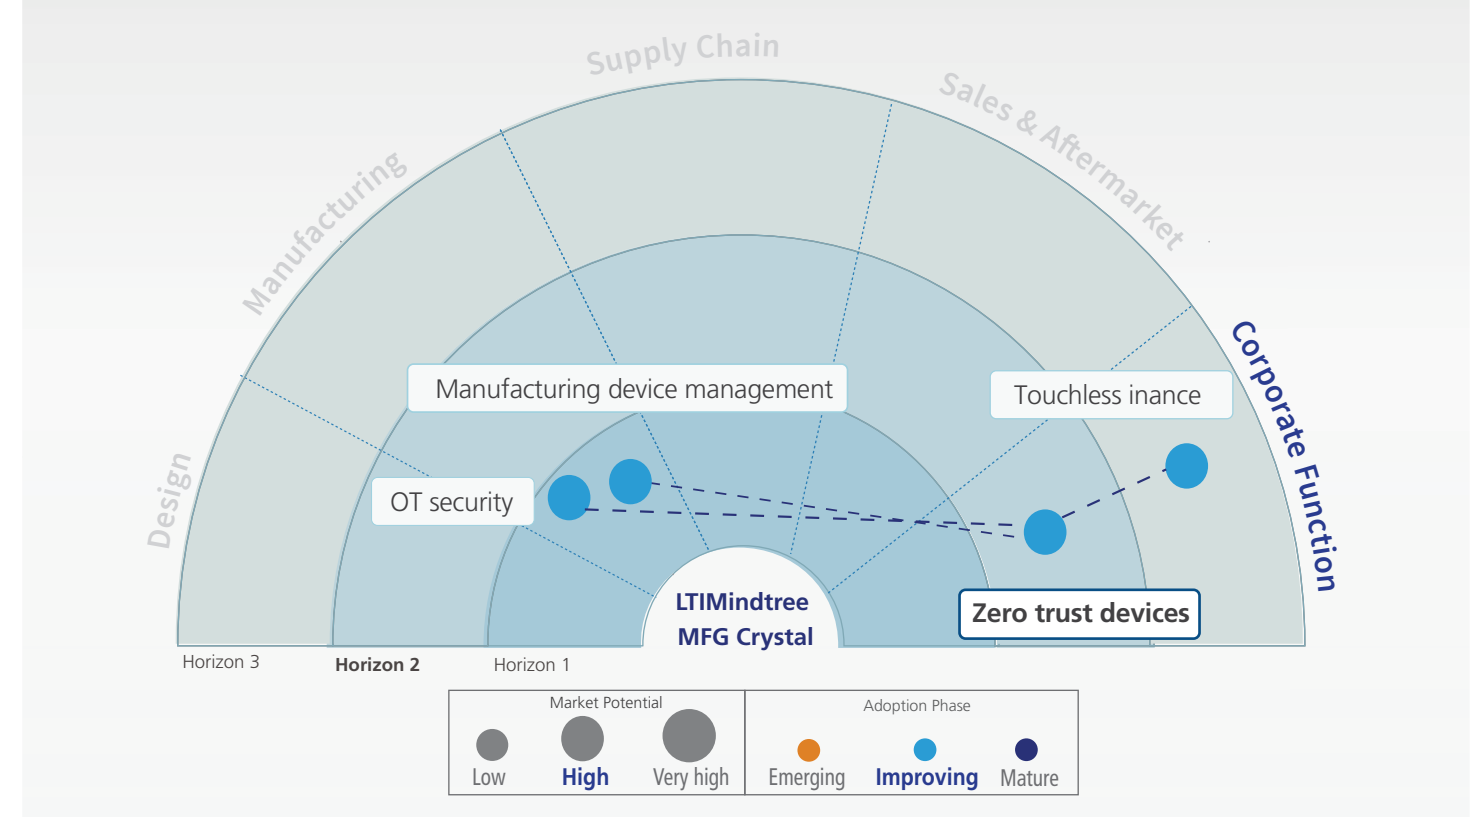 Supply Chain
Sales & Aftermarket
Manufacturing
Corporate Function
Design
Manufacturing device management
Touchless inance
OT security
LTIMindtree
MFG Crystal
Zero trust devices
Horizon 3
Horizon 2
Horizon 1
Market Potential
Low
High
Very high
Adoption Phase
Emerging
Improving
Mature